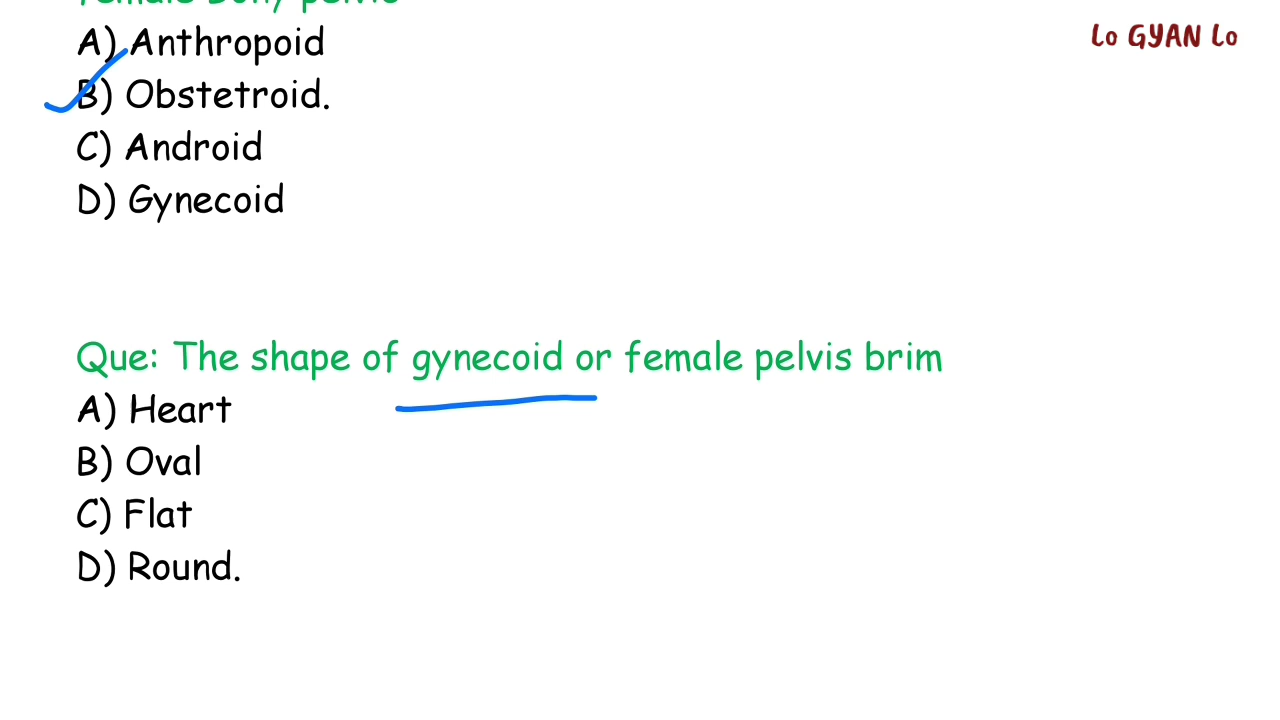 A) Anthropoid
Lo GYAN Lo
B) Obstetroid.
C) Android
D) Gynecoid
Que: The shape of gynecoid or female pelvis brim
A) Heart
B) Oval
C) Flat
D) Round.